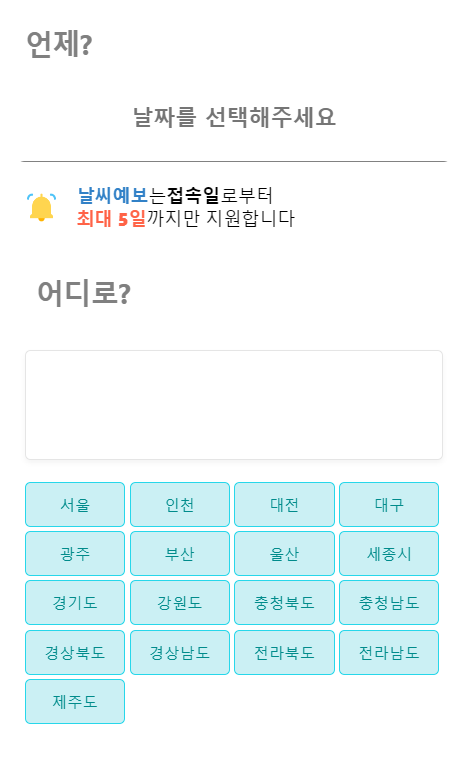 언제?
날짜를 선택해주세요
날씨예보는접속일로부터
최대 5일까지만 지원합니다
어디로?
서울 인천 대전 대구
광주 부산 울산 세종시
경기도 강원도 충청북도 충청남도
경상북도 경상남도 전라북도 전라남도
제주도